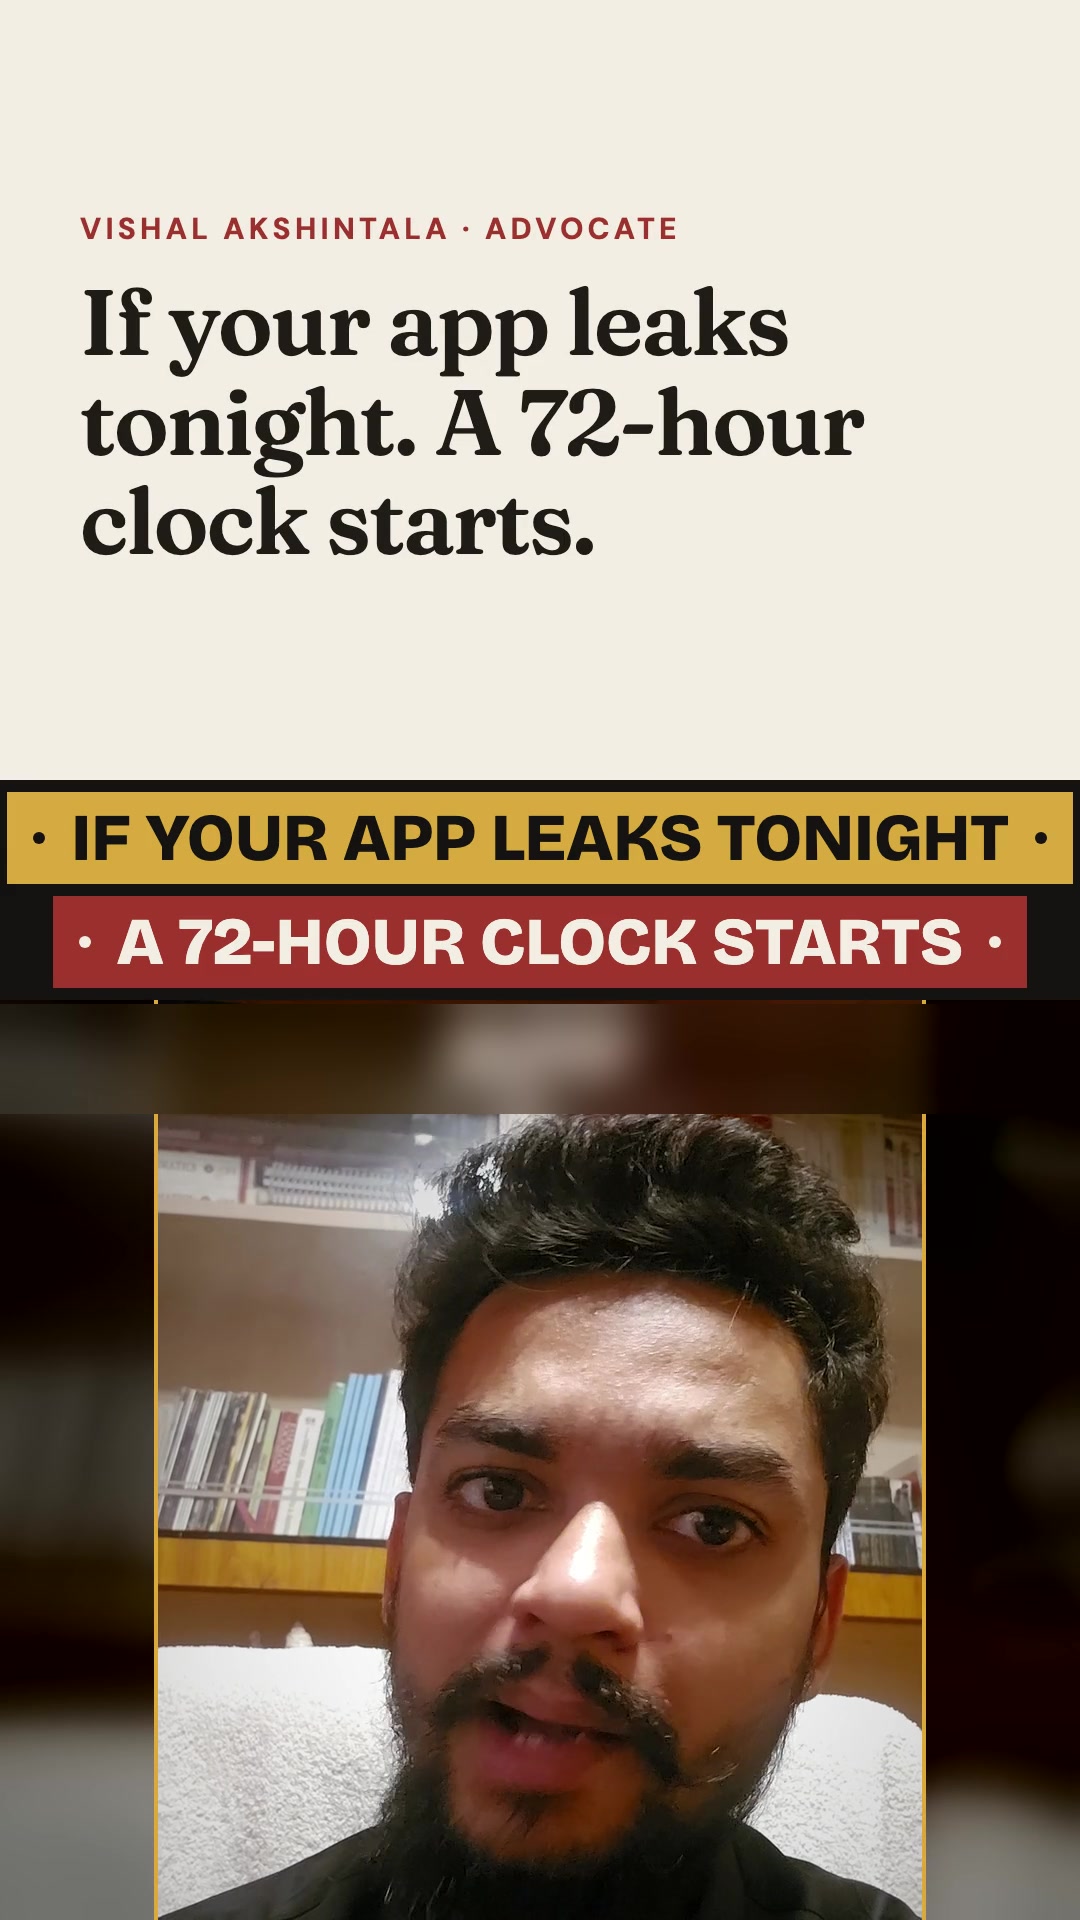 VISHAL AKSHINTALA · ADVOCATE
If your app leaks
tonight. A 72-hour
clock starts.
· IF YOUR APP LEAKS TONIGHT ·
· A 72-HOUR CLOCK STARTS ·